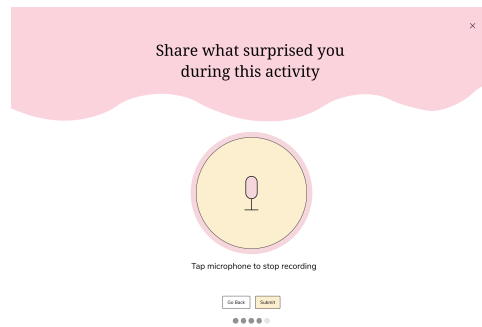 Share what surprised you
during this activity
Tap microphone to stop recording
Go Back
Submit